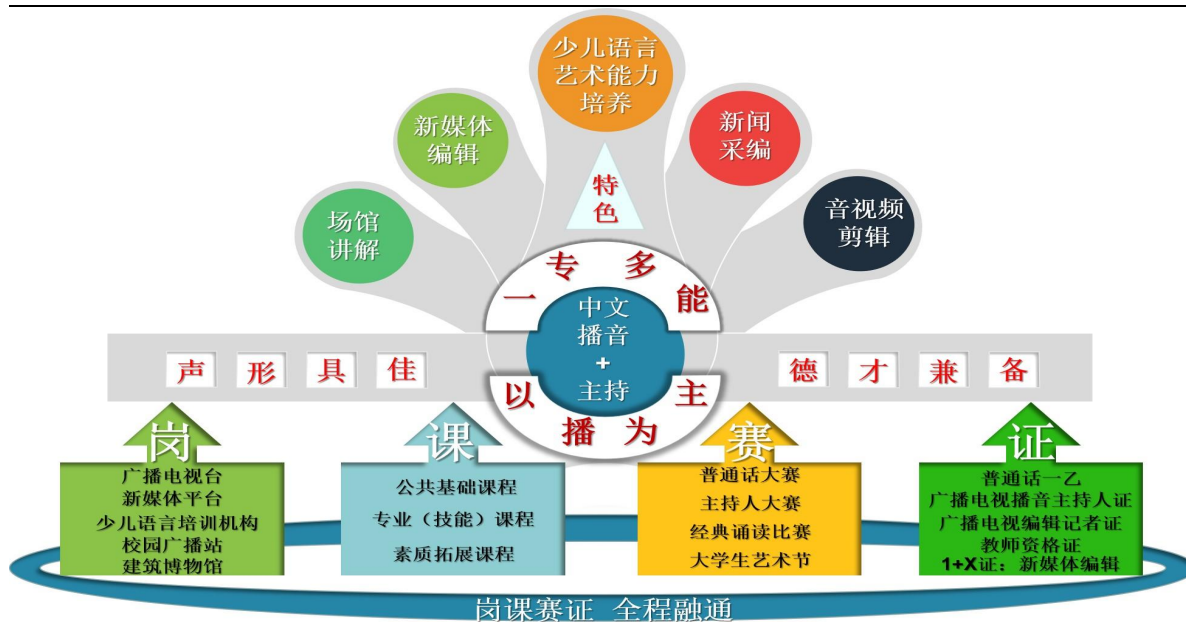 少儿语言
艺术能力
培养
新媒体
编辑
新闻
采编
场馆
讲解
音视频
剪辑
特
色
一专多能
中文
播音
+
主持
以播为主
声形具佳
德才兼备
岗
广播电视台
新媒体平台
少儿语言培训机构
校园广播站
建筑博物馆
课
公共基础课程
专业（技能）课程
素质拓展课程
赛
普通话大赛
主持人大赛
经典诵读比赛
大学生艺术节
证
普通话一乙
广播电视播音主持人证
广播电视编辑记者证
教师资格证
1+X证：新媒体编辑
岗课赛证 全程融通